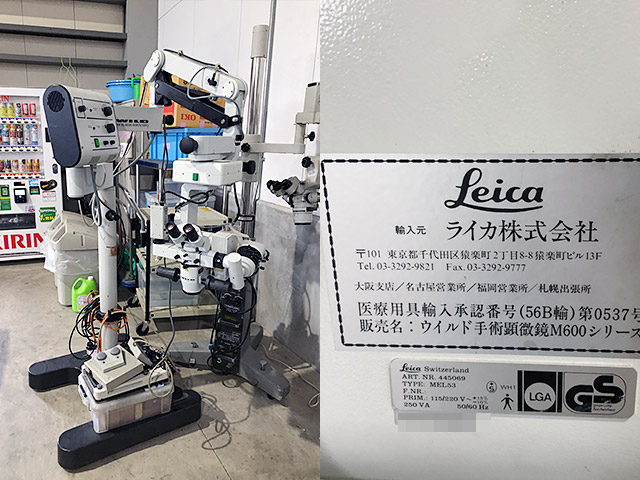 WILD
OKI
KIRIN
Leica
輸入元 ライカ株式会社
〒101 東京都千代田区猿楽町2丁目8-8猿楽町ビル13F
Tel. 03-3292-9821 Fax. 03-3292-9777
大阪支店／名古屋営業所／福岡営業所／札幌出張所
医療用具輸入承認番号(56B輸)第0537号
販売名：ウイルド手術顕微鏡M600シリーズ
Leica Switzerland
ART. NR. 445069
TYPE: MEL53
F.NR.:
PRIM.: 115/220 V~ +15% -10%
250 VA 50/60 Hz
WH1
LGA
GS